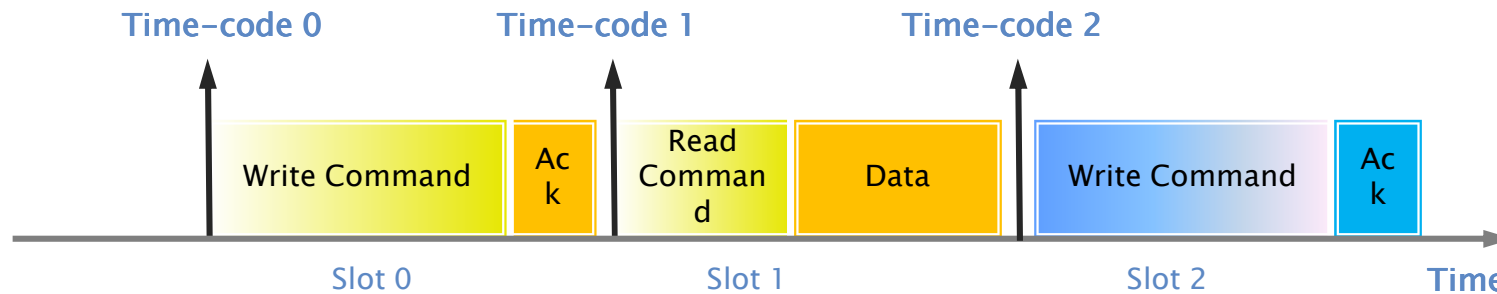 Time-code 0
Time-code 1
Time-code 2
Write Command
Ac
k
Read
Comman
d
Data
Write Command
Ac
k
Slot 0
Slot 1
Slot 2
Time